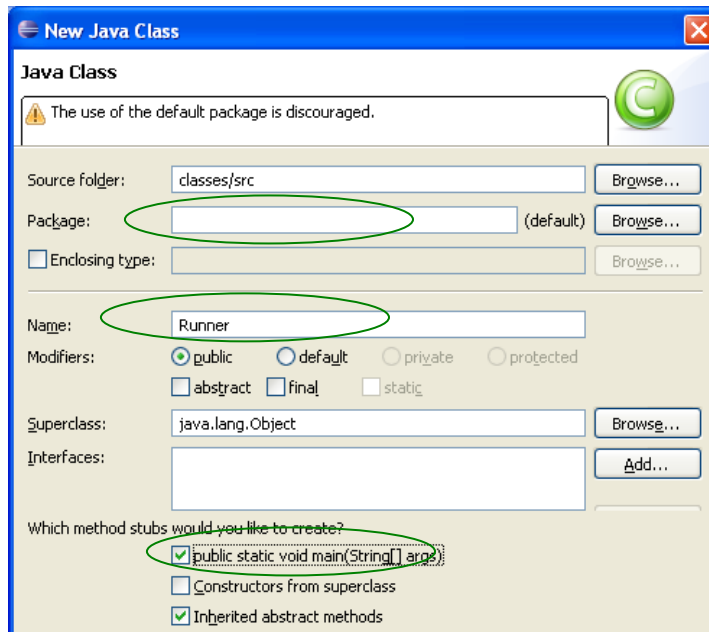 New Java Class
Java Class
The use of the default package is discouraged.
Source folder: classes/src Browse...
Package: (default) Browse...
Enclosing type: Browse...
Name: Runner
Modifiers: public default private protected
abstract final static
Superclass: java.lang.Object Browse...
Interfaces: Add...
Which method stubs would you like to create?
public static void main(String[] args)
Constructors from superclass
Inherited abstract methods